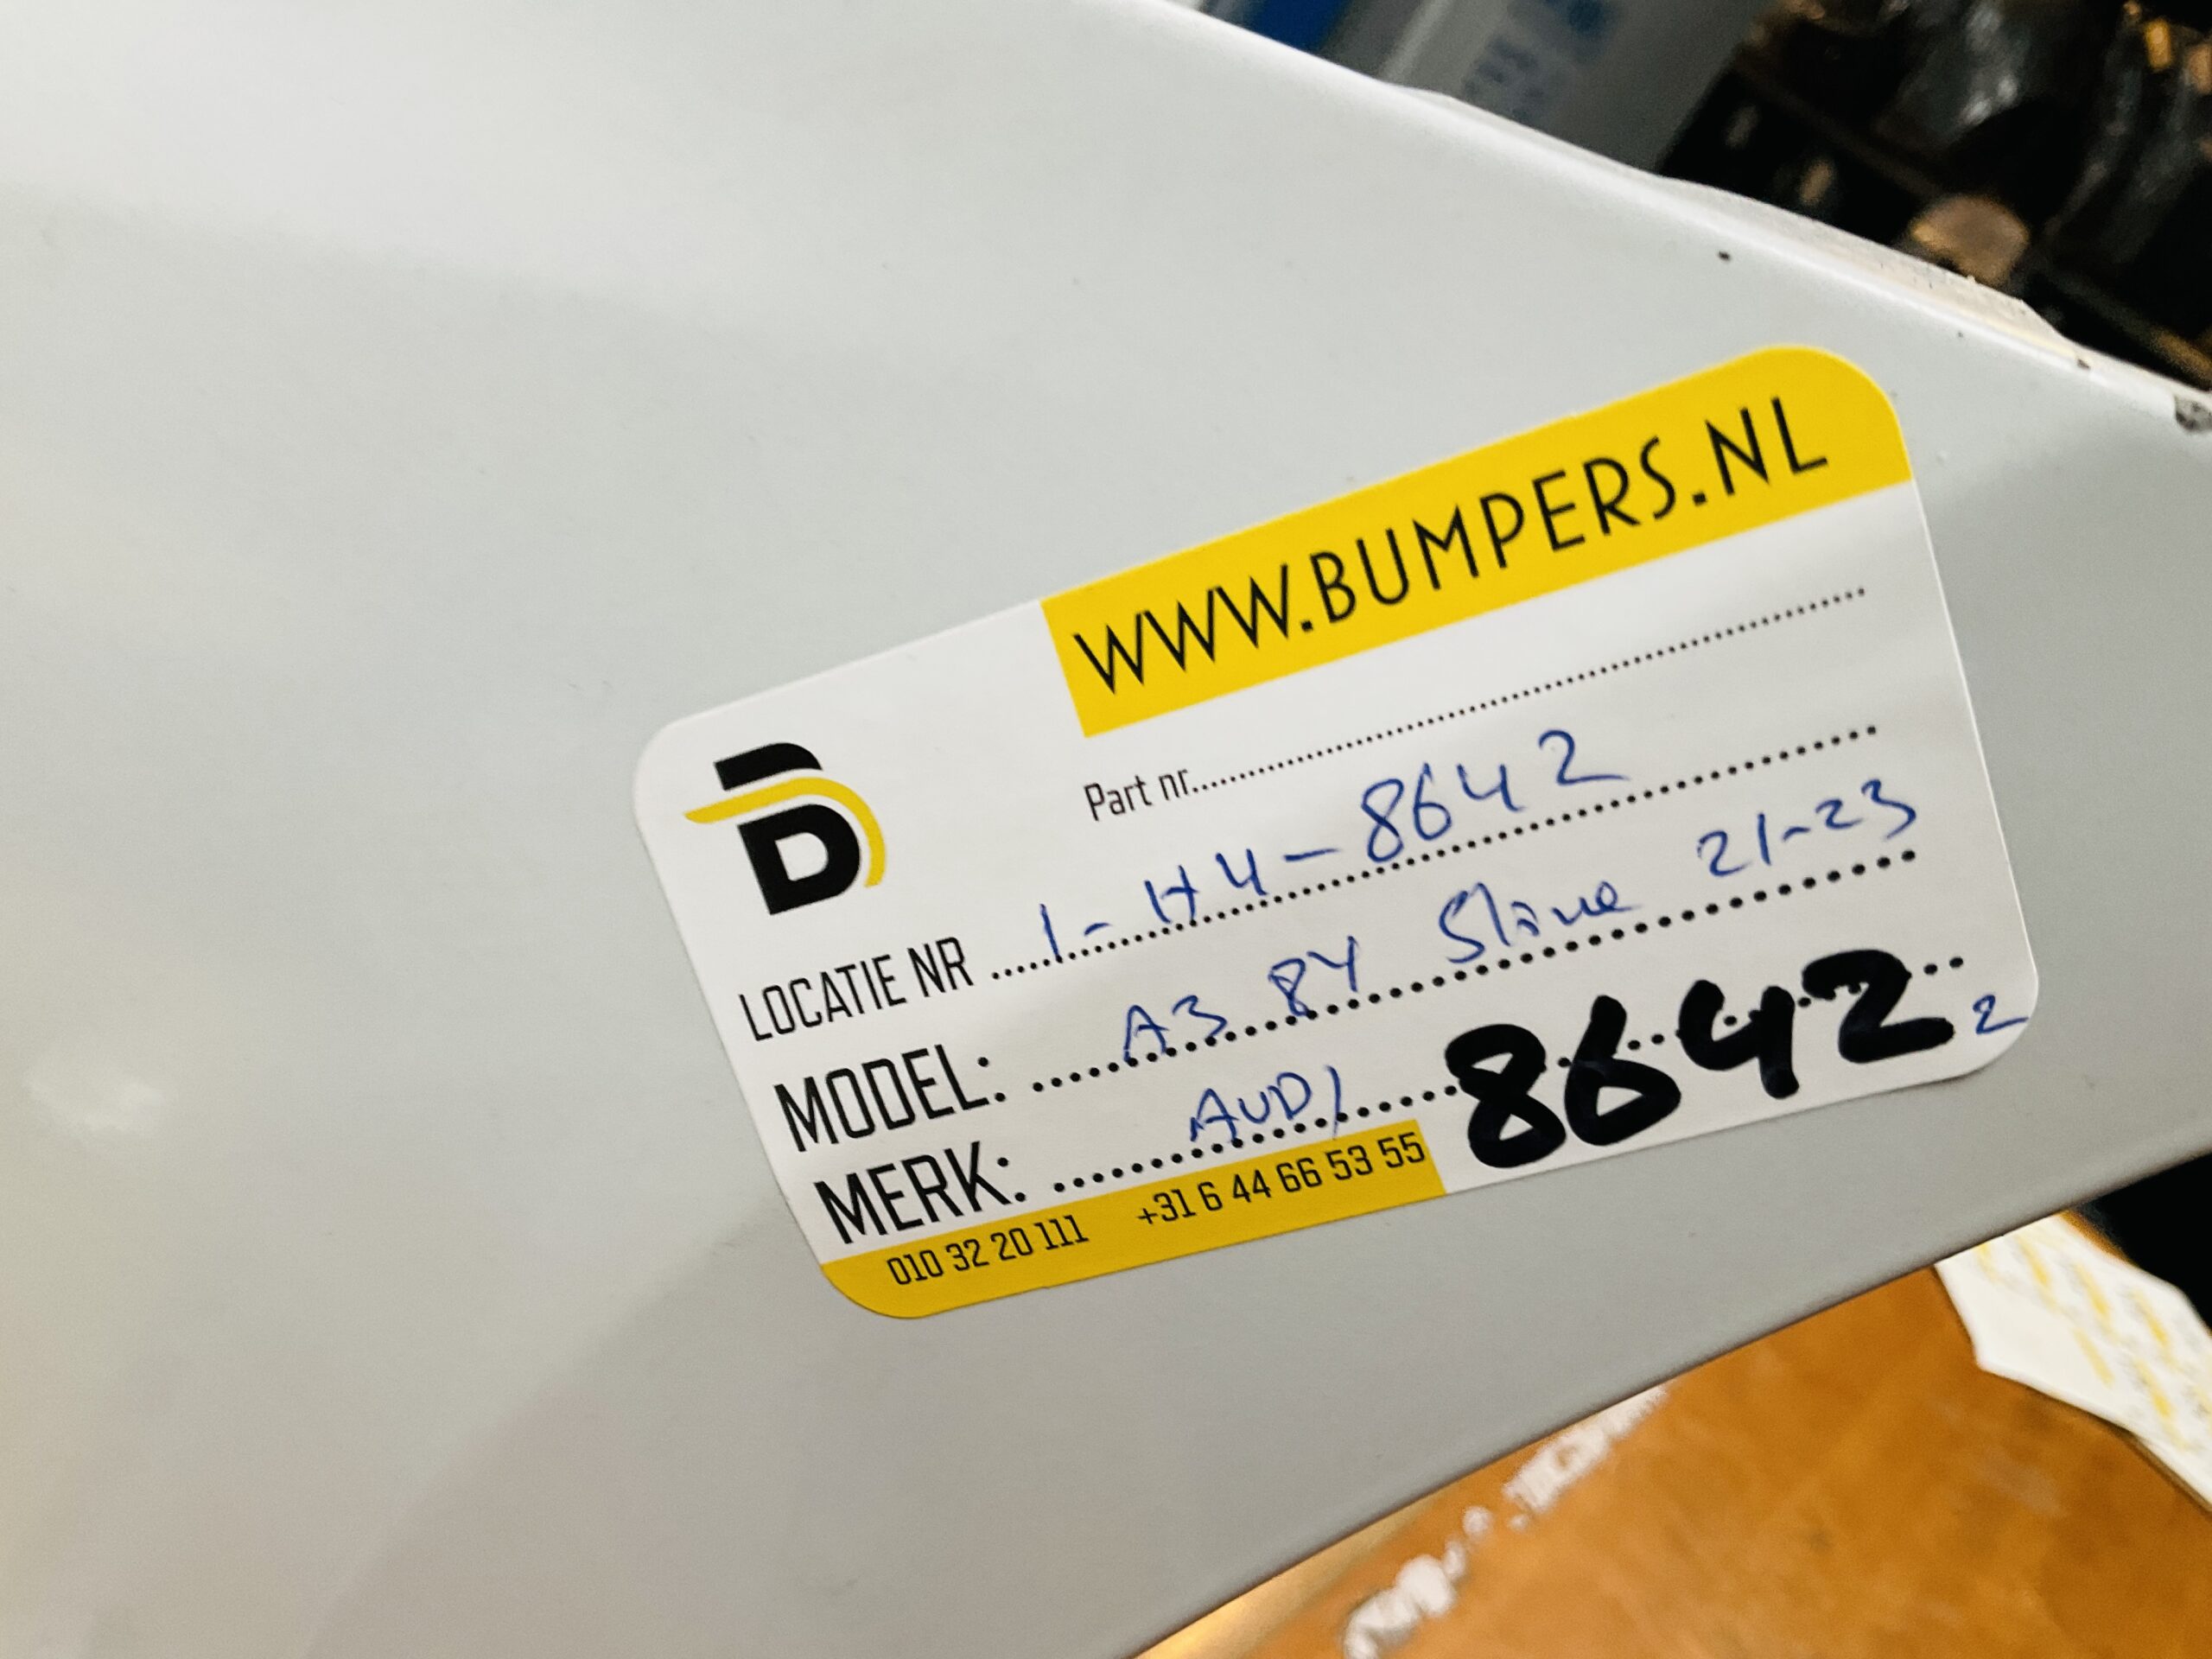 WWW.BUMPERS.NL
Part nr.
LOCATIE NR 1-H4-8642
MODEL: A3 8Y Sline 21-23
MERK: AUDI 8642 2
010 32 20 111 +31 6 44 66 53 55